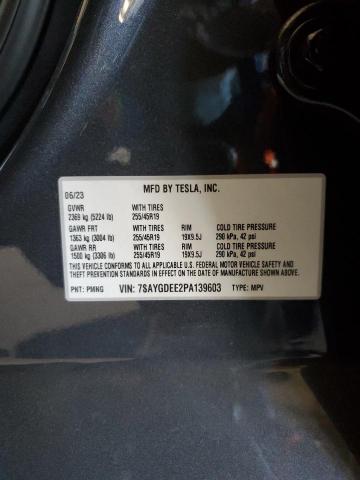 MFD BY TESLA, INC.
06/23
GVWR WITH TIRES
2369 kg (5224 lb) 255/45R19
GAWR FRT WITH TIRES RIM COLD TIRE PRESSURE
1363 kg (3004 lb) 255/45R19 19X9.5J 290 kPa, 42 psi
GAWR RR WITH TIRES RIM COLD TIRE PRESSURE
1500 kg (3306 lb) 255/45R19 19X9.5J 290 kPa, 42 psi
THIS VEHICLE CONFORMS TO ALL APPLICABLE U.S. FEDERAL MOTOR VEHICLE SAFETY AND
THEFT PREVENTION STANDARDS IN EFFECT ON THE DATE OF MANUFACTURE SHOWN ABOVE.
PNT: PMNG VIN: 7SAYGDEE2PA139603 TYPE: MPV